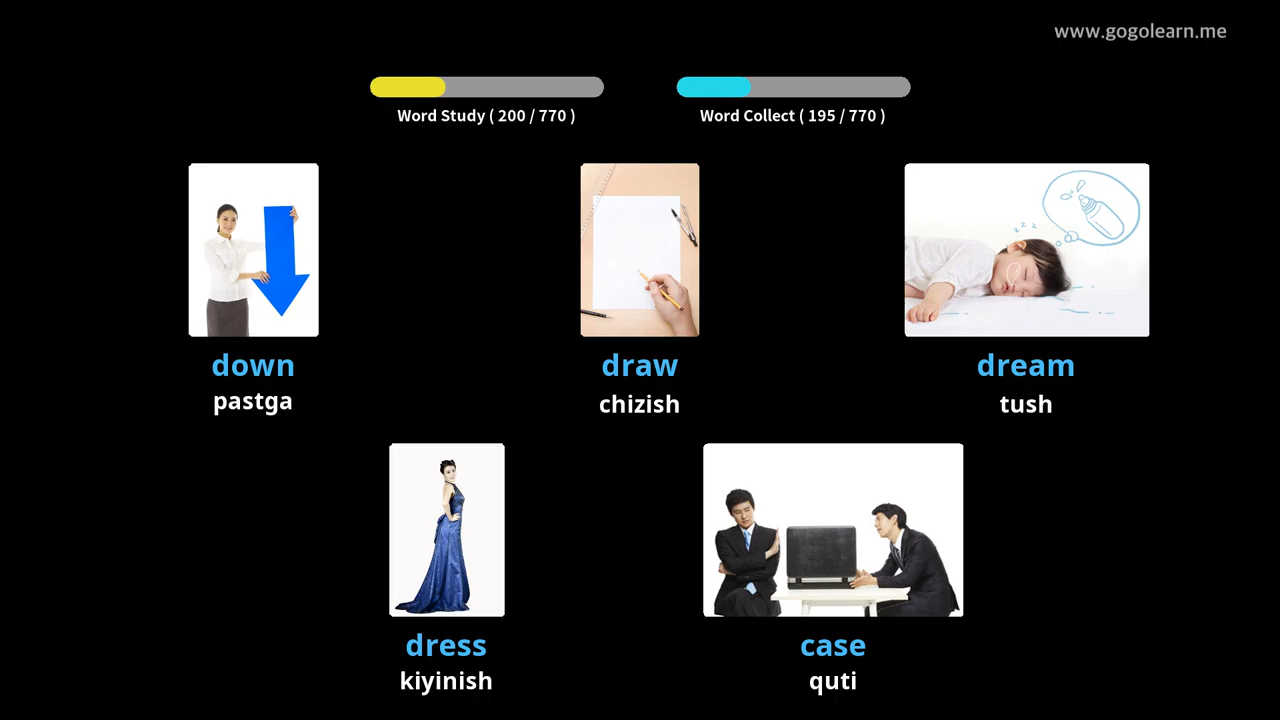 www.gogolearn.me
Word Study ( 200 / 770 )
Word Collect ( 195 / 770 )
down
pastga
draw
chizish
dream
tush
dress
kiyinish
case
quti